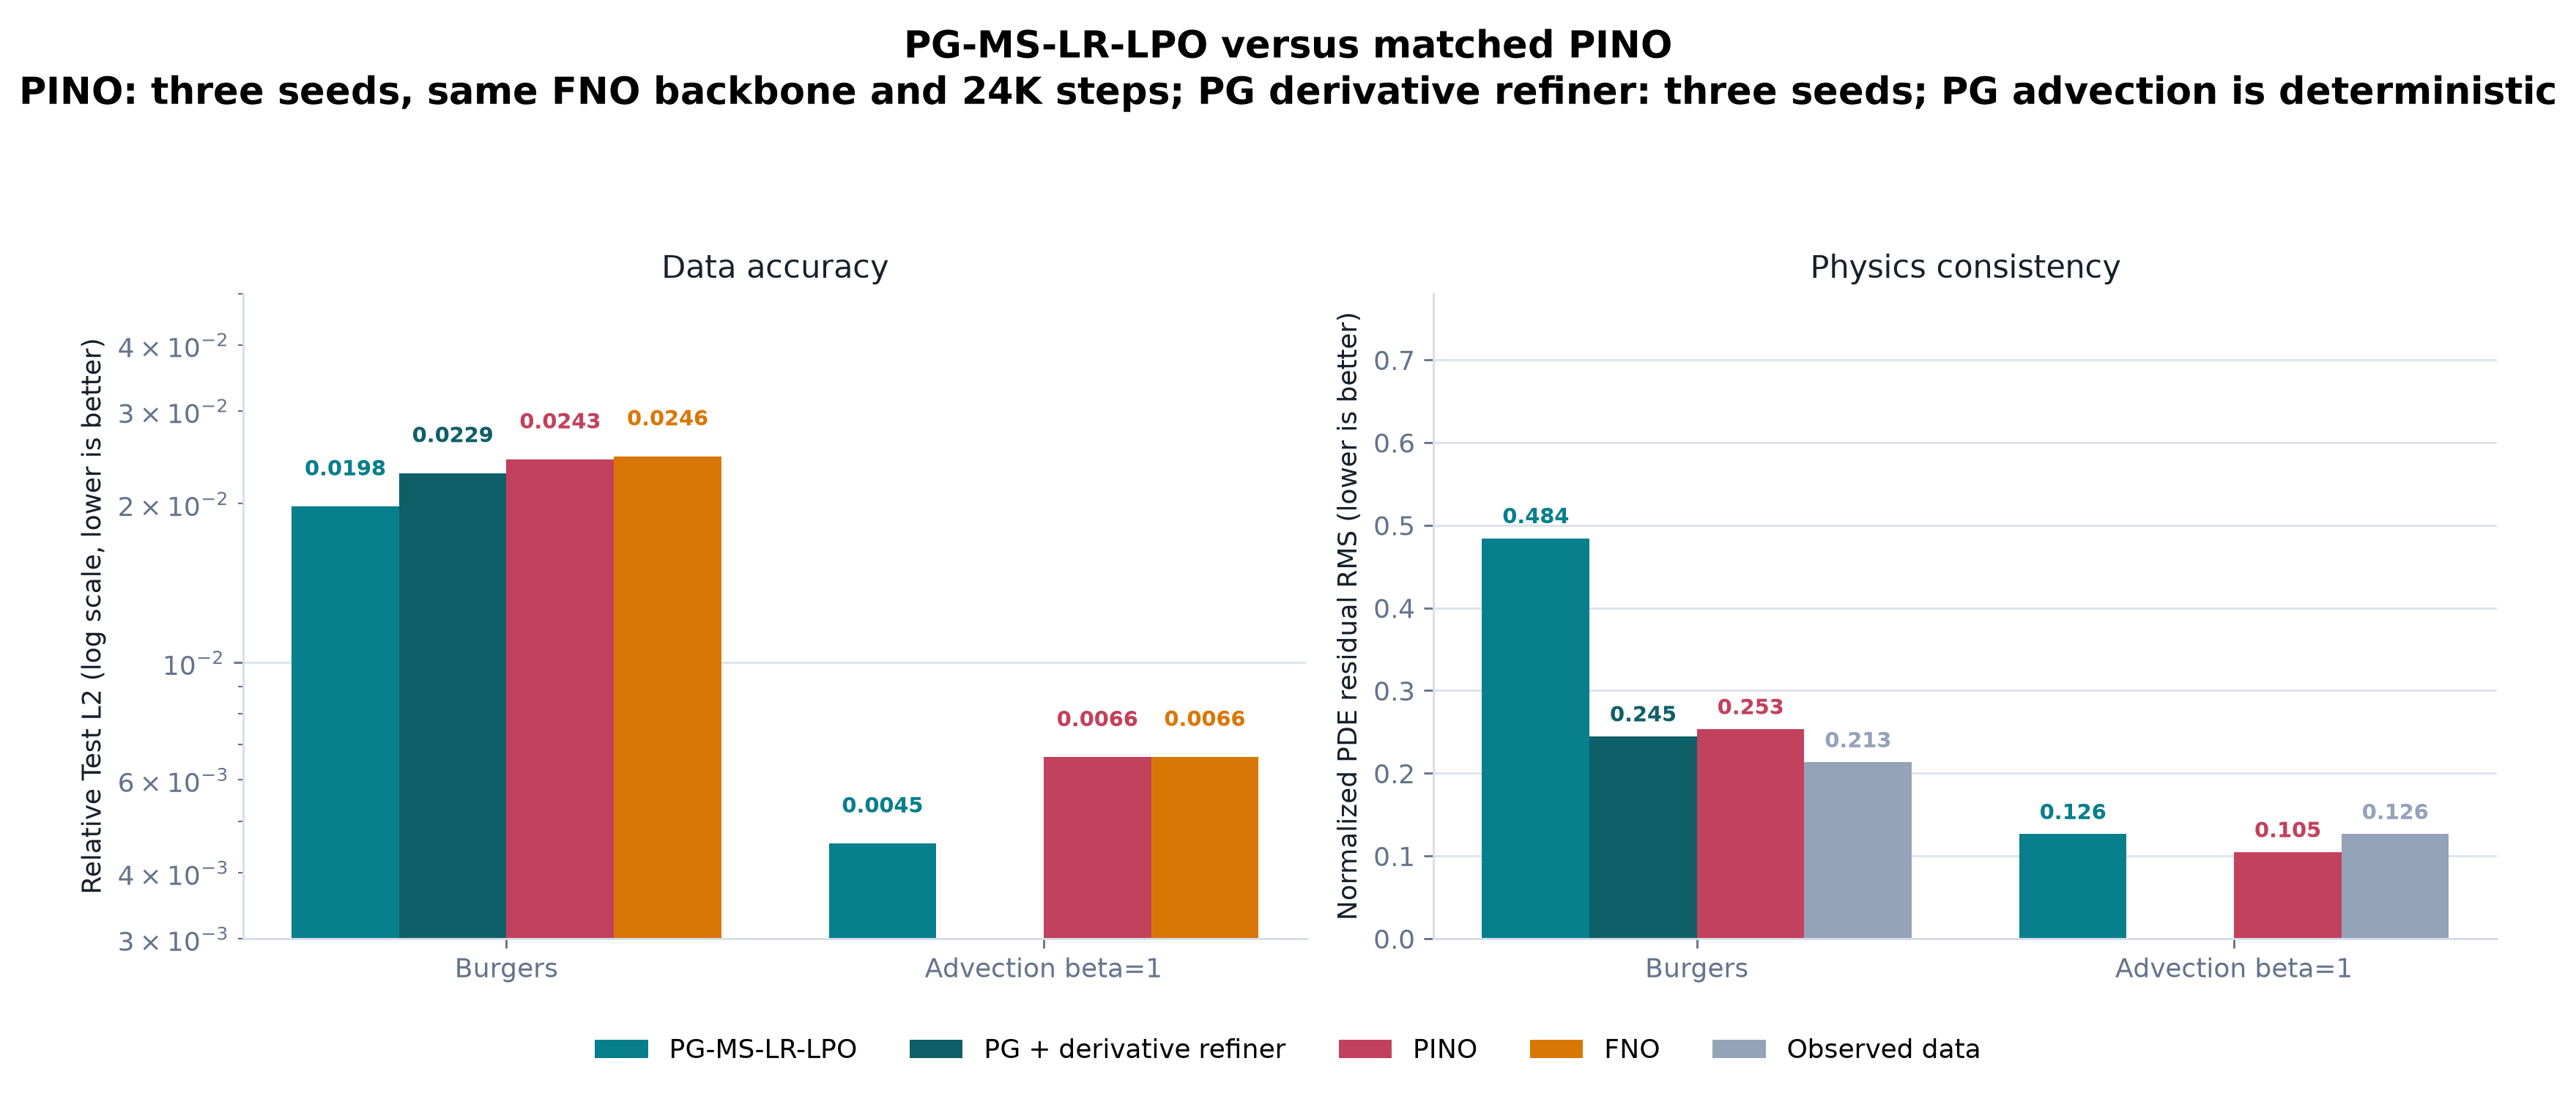 PG-MS-LR-LPO versus matched PINO
PINO: three seeds, same FNO backbone and 24K steps; PG derivative refiner: three seeds; PG advection is deterministic
Data accuracy
Relative Test L2 (log scale, lower is better)
4 × 10⁻²
3 × 10⁻²
2 × 10⁻²
10⁻²
6 × 10⁻³
4 × 10⁻³
3 × 10⁻³
0.0198
0.0229
0.0243
0.0246
0.0045
0.0066
0.0066
Burgers
Advection beta=1
Physics consistency
Normalized PDE residual RMS (lower is better)
0.7
0.6
0.5
0.4
0.3
0.2
0.1
0.0
0.484
0.245
0.253
0.213
0.126
0.105
0.126
Burgers
Advection beta=1
PG-MS-LR-LPO
PG + derivative refiner
PINO
FNO
Observed data